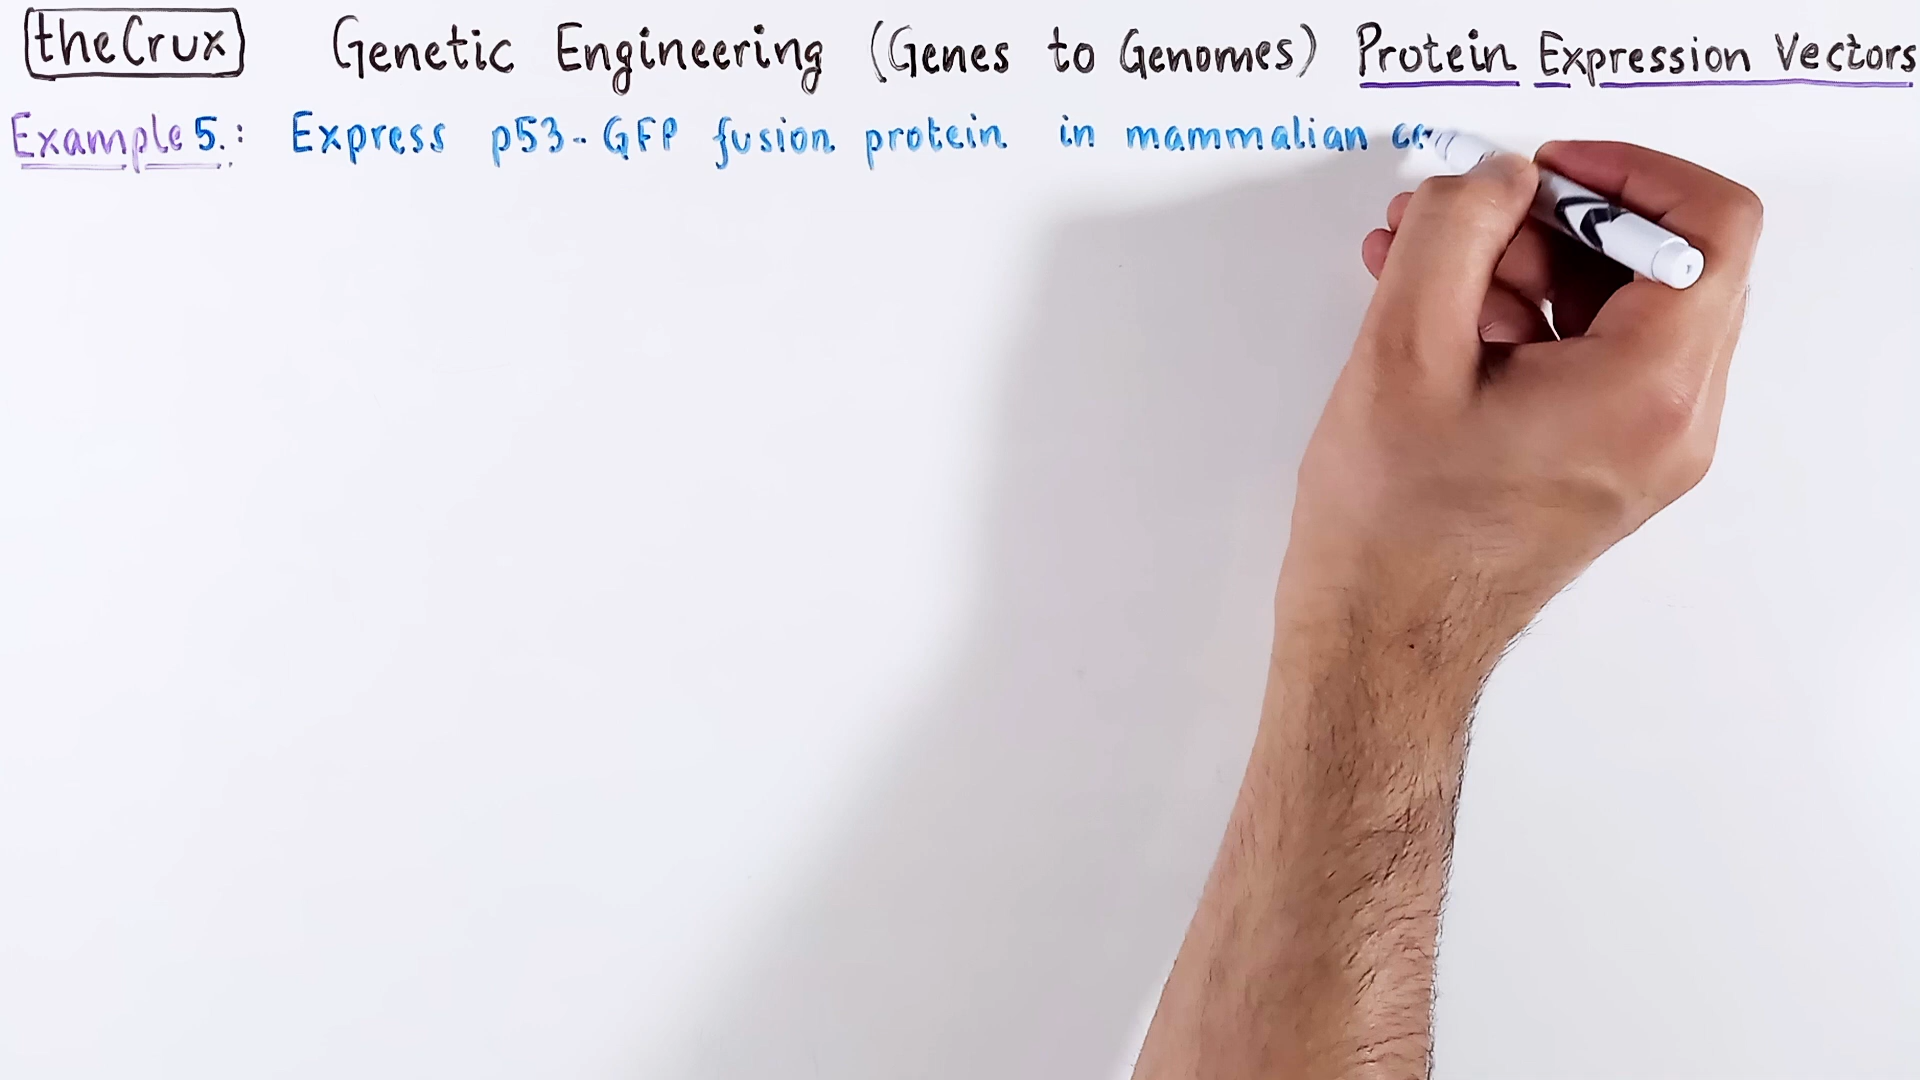 theCrux Genetic Engineering (Genes to Genomes) Protein Expression Vectors
Example 5.: Express p53-GFP fusion protein in mammalian